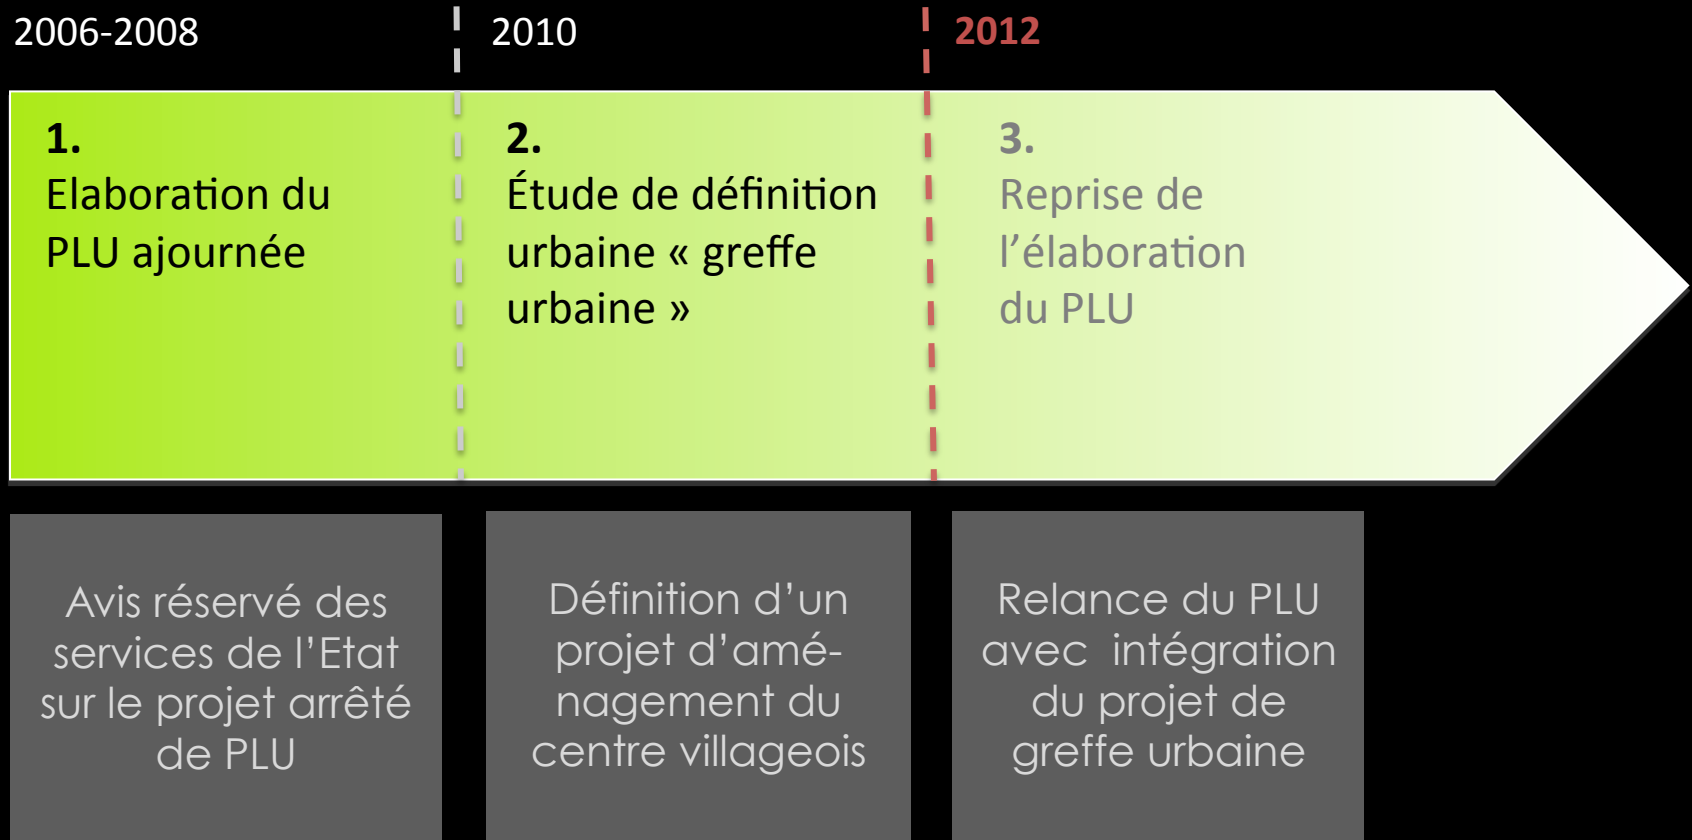 2006-2008
2010
2012
1.
Elaboration du
PLU ajournée
2.
Étude de définition
urbaine « greffe
urbaine »
3.
Reprise de
l’élaboration
du PLU
Avis réservé des
services de l’Etat
sur le projet arrêté
de PLU
Définition d’un
projet d’amé-
nagement du
centre villageois
Relance du PLU
avec intégration
du projet de
greffe urbaine